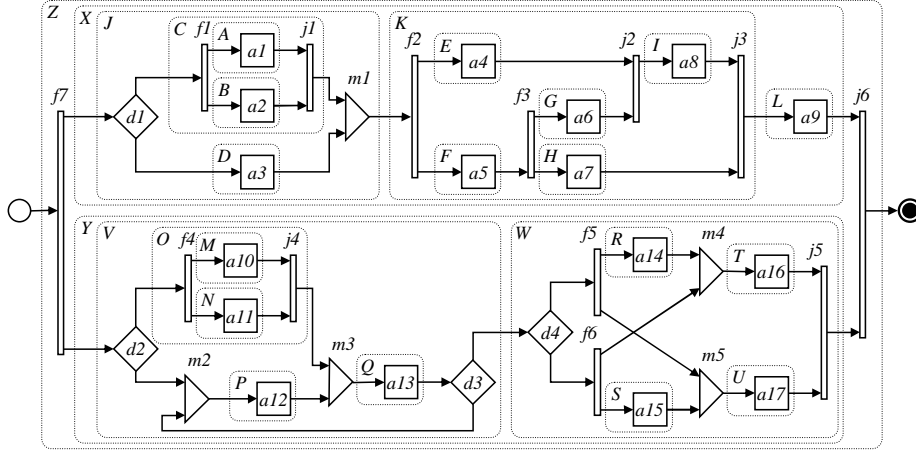 Z X J K
C f1 A j1
a1
B
a2
d1
D
a3
m1
f7
f2 E
a4
f3 G
a6
F
a5
H
a7
j2 I
a8
j3
L
a9
j6
Y V W
O f4 M j4
a10
N
a11
d2
m2
P
a12
m3
Q
a13
d3
d4
f5 R
a14
m4
T
a16
j5
f6
S
a15
m5
U
a17